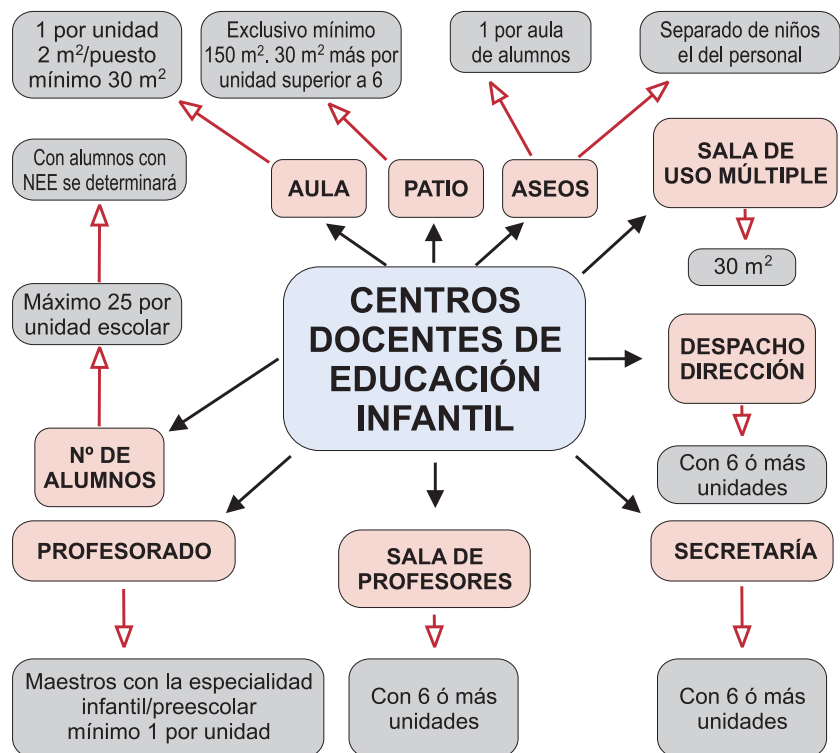 1 por unidad
2 m²/puesto
mínimo 30 m²
Exclusivo mínimo
150 m². 30 m² más por
unidad superior a 6
1 por aula
de alumnos
Separado de niños
el del personal
Con alumnos con
NEE se determinará
AULA
PATIO
ASEOS
SALA DE
USO MÚLTIPLE
30 m²
Máximo 25 por
unidad escolar
CENTROS
DOCENTES DE
EDUCACIÓN
INFANTIL
DESPACHO
DIRECCIÓN
Nº DE
ALUMNOS
Con 6 ó más
unidades
PROFESORADO
SALA DE
PROFESORES
SECRETARÍA
Maestros con la especialidad
infantil/preescolar
mínimo 1 por unidad
Con 6 ó más
unidades
Con 6 ó más
unidades